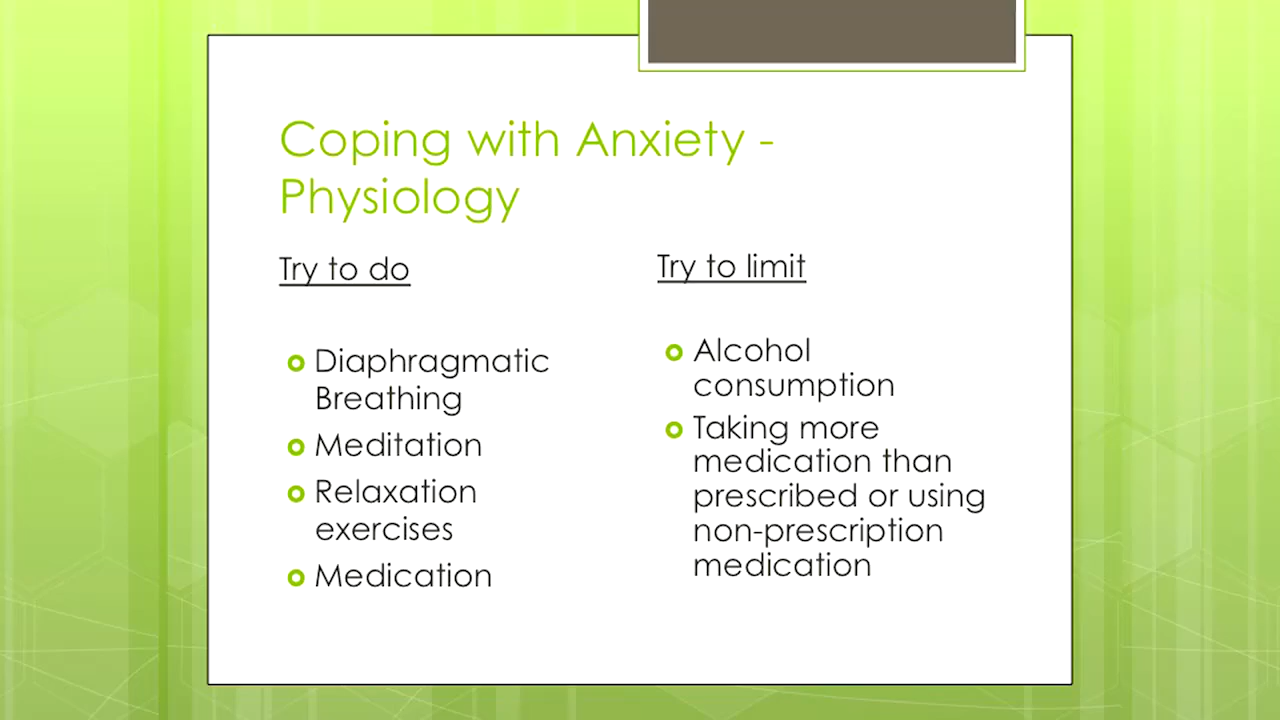 Coping with Anxiety -
Physiology
Try to do
Diaphragmatic
Breathing
Meditation
Relaxation
exercises
Medication
Try to limit
Alcohol
consumption
Taking more
medication than
prescribed or using
non-prescription
medication